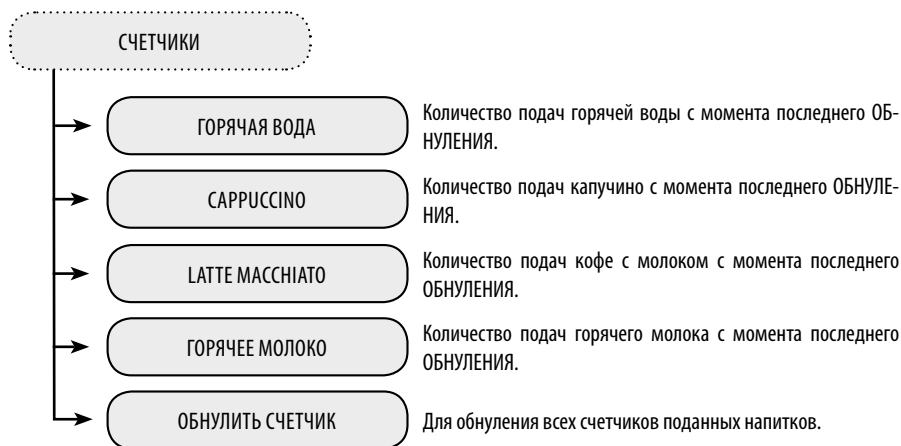 СЧЕТЧИКИ
ГОРЯЧАЯ ВОДА
Количество подач горячей воды с момента последнего ОБ-
НУЛЕНИЯ.
CAPPUCCINO
Количество подач капучино с момента последнего ОБНУЛЕ-
НИЯ.
LATTE MACCHIATO
Количество подач кофе с молоком с момента последнего
ОБНУЛЕНИЯ.
ГОРЯЧЕЕ МОЛОКО
Количество подач горячего молока с момента последнего
ОБНУЛЕНИЯ.
ОБНУЛИТЬ СЧЕТЧИК
Для обнуления всех счетчиков поданных напитков.